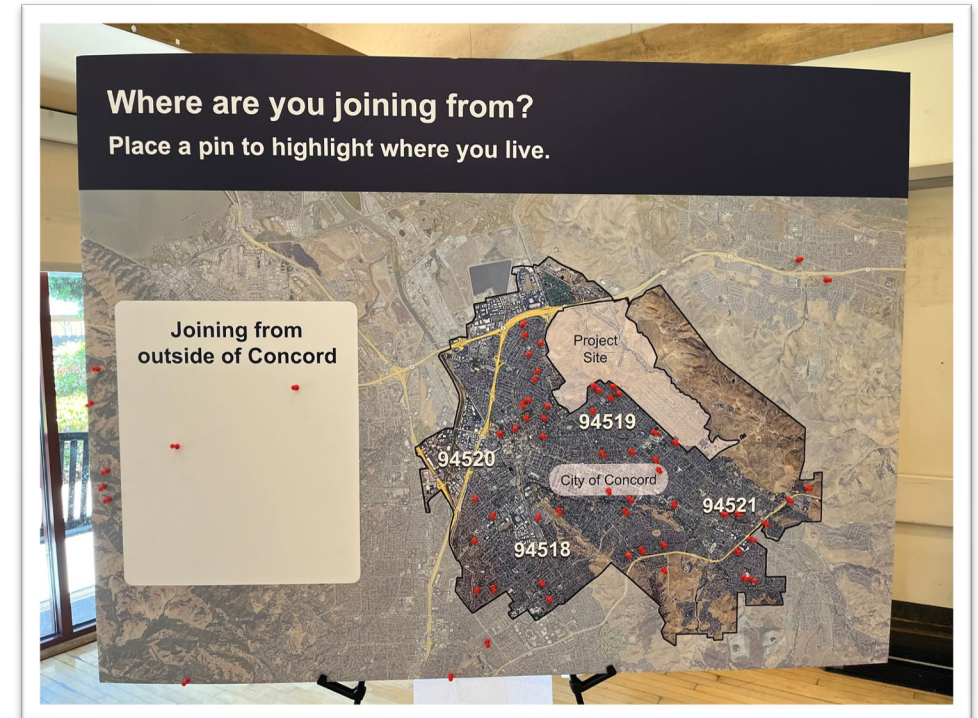 Where are you joining from?
Place a pin to highlight where you live.
Joining from
outside of Concord
Project
Site
94519
94520
City of Concord
94521
94518